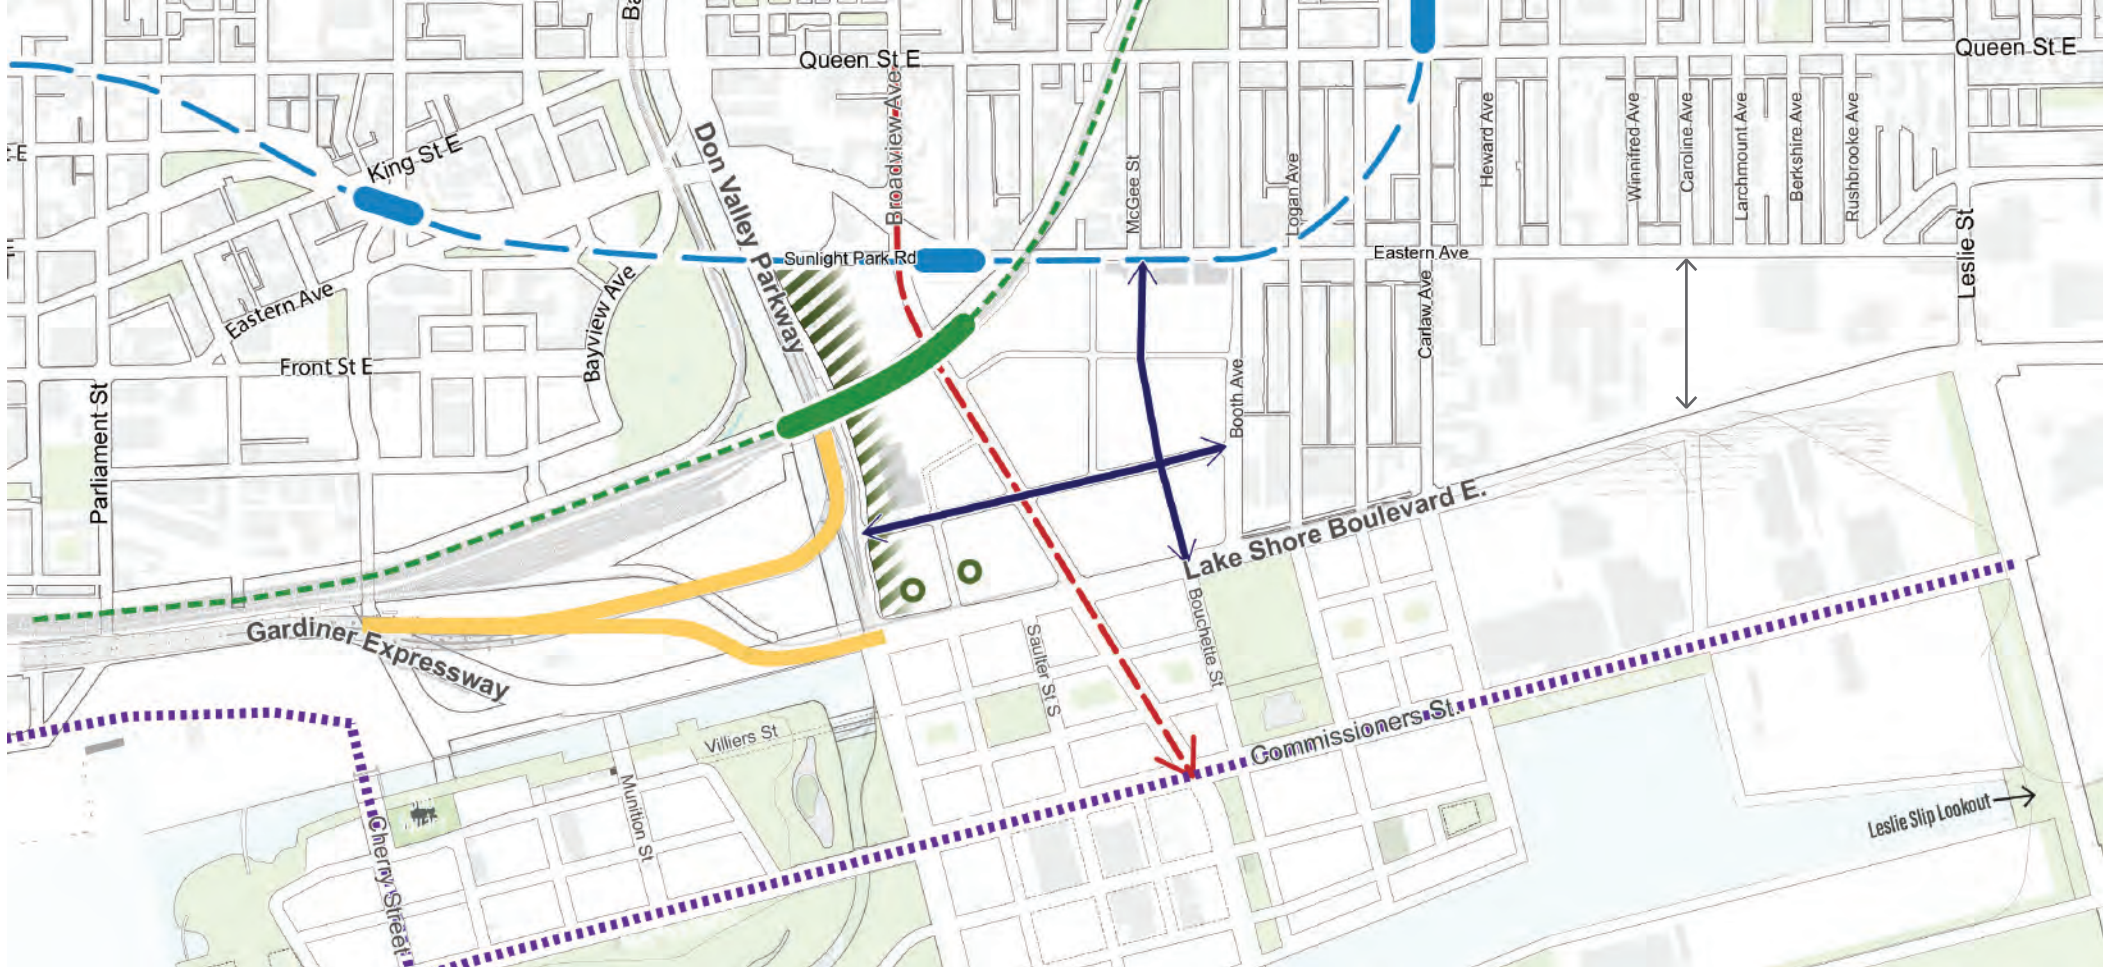 Queen St E
Queen St E
King St E
Don Valley Parkway
Broadview Ave
McGee St
Logan Ave
Heward Ave
Winnifred Ave
Caroline Ave
Larchmount Ave
Berkshire Ave
Rushbrooke Ave
Leslie St
Sunlight Park Rd
Eastern Ave
Eastern Ave
Bayview Ave
Carlaw Ave
Front St E
Parliament St
Booth Ave
Lake Shore Boulevard E.
Gardiner Expressway
Saulter St S
Bouchette St
Villiers St
Commissioners St.
Munition St
Cherry Street
Leslie Slip Lookout